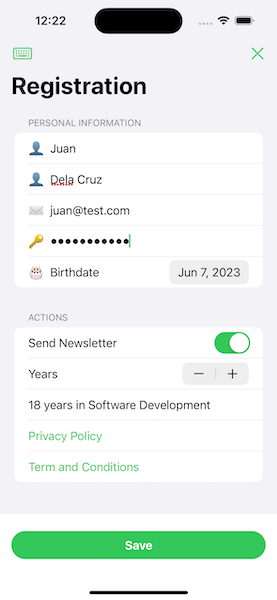 12:22
Registration
PERSONAL INFORMATION
Juan
Dela Cruz
juan@test.com
●●●●●●●●●●●
Birthdate Jun 7, 2023
ACTIONS
Send Newsletter
Years − +
18 years in Software Development
Privacy Policy
Term and Conditions
Save